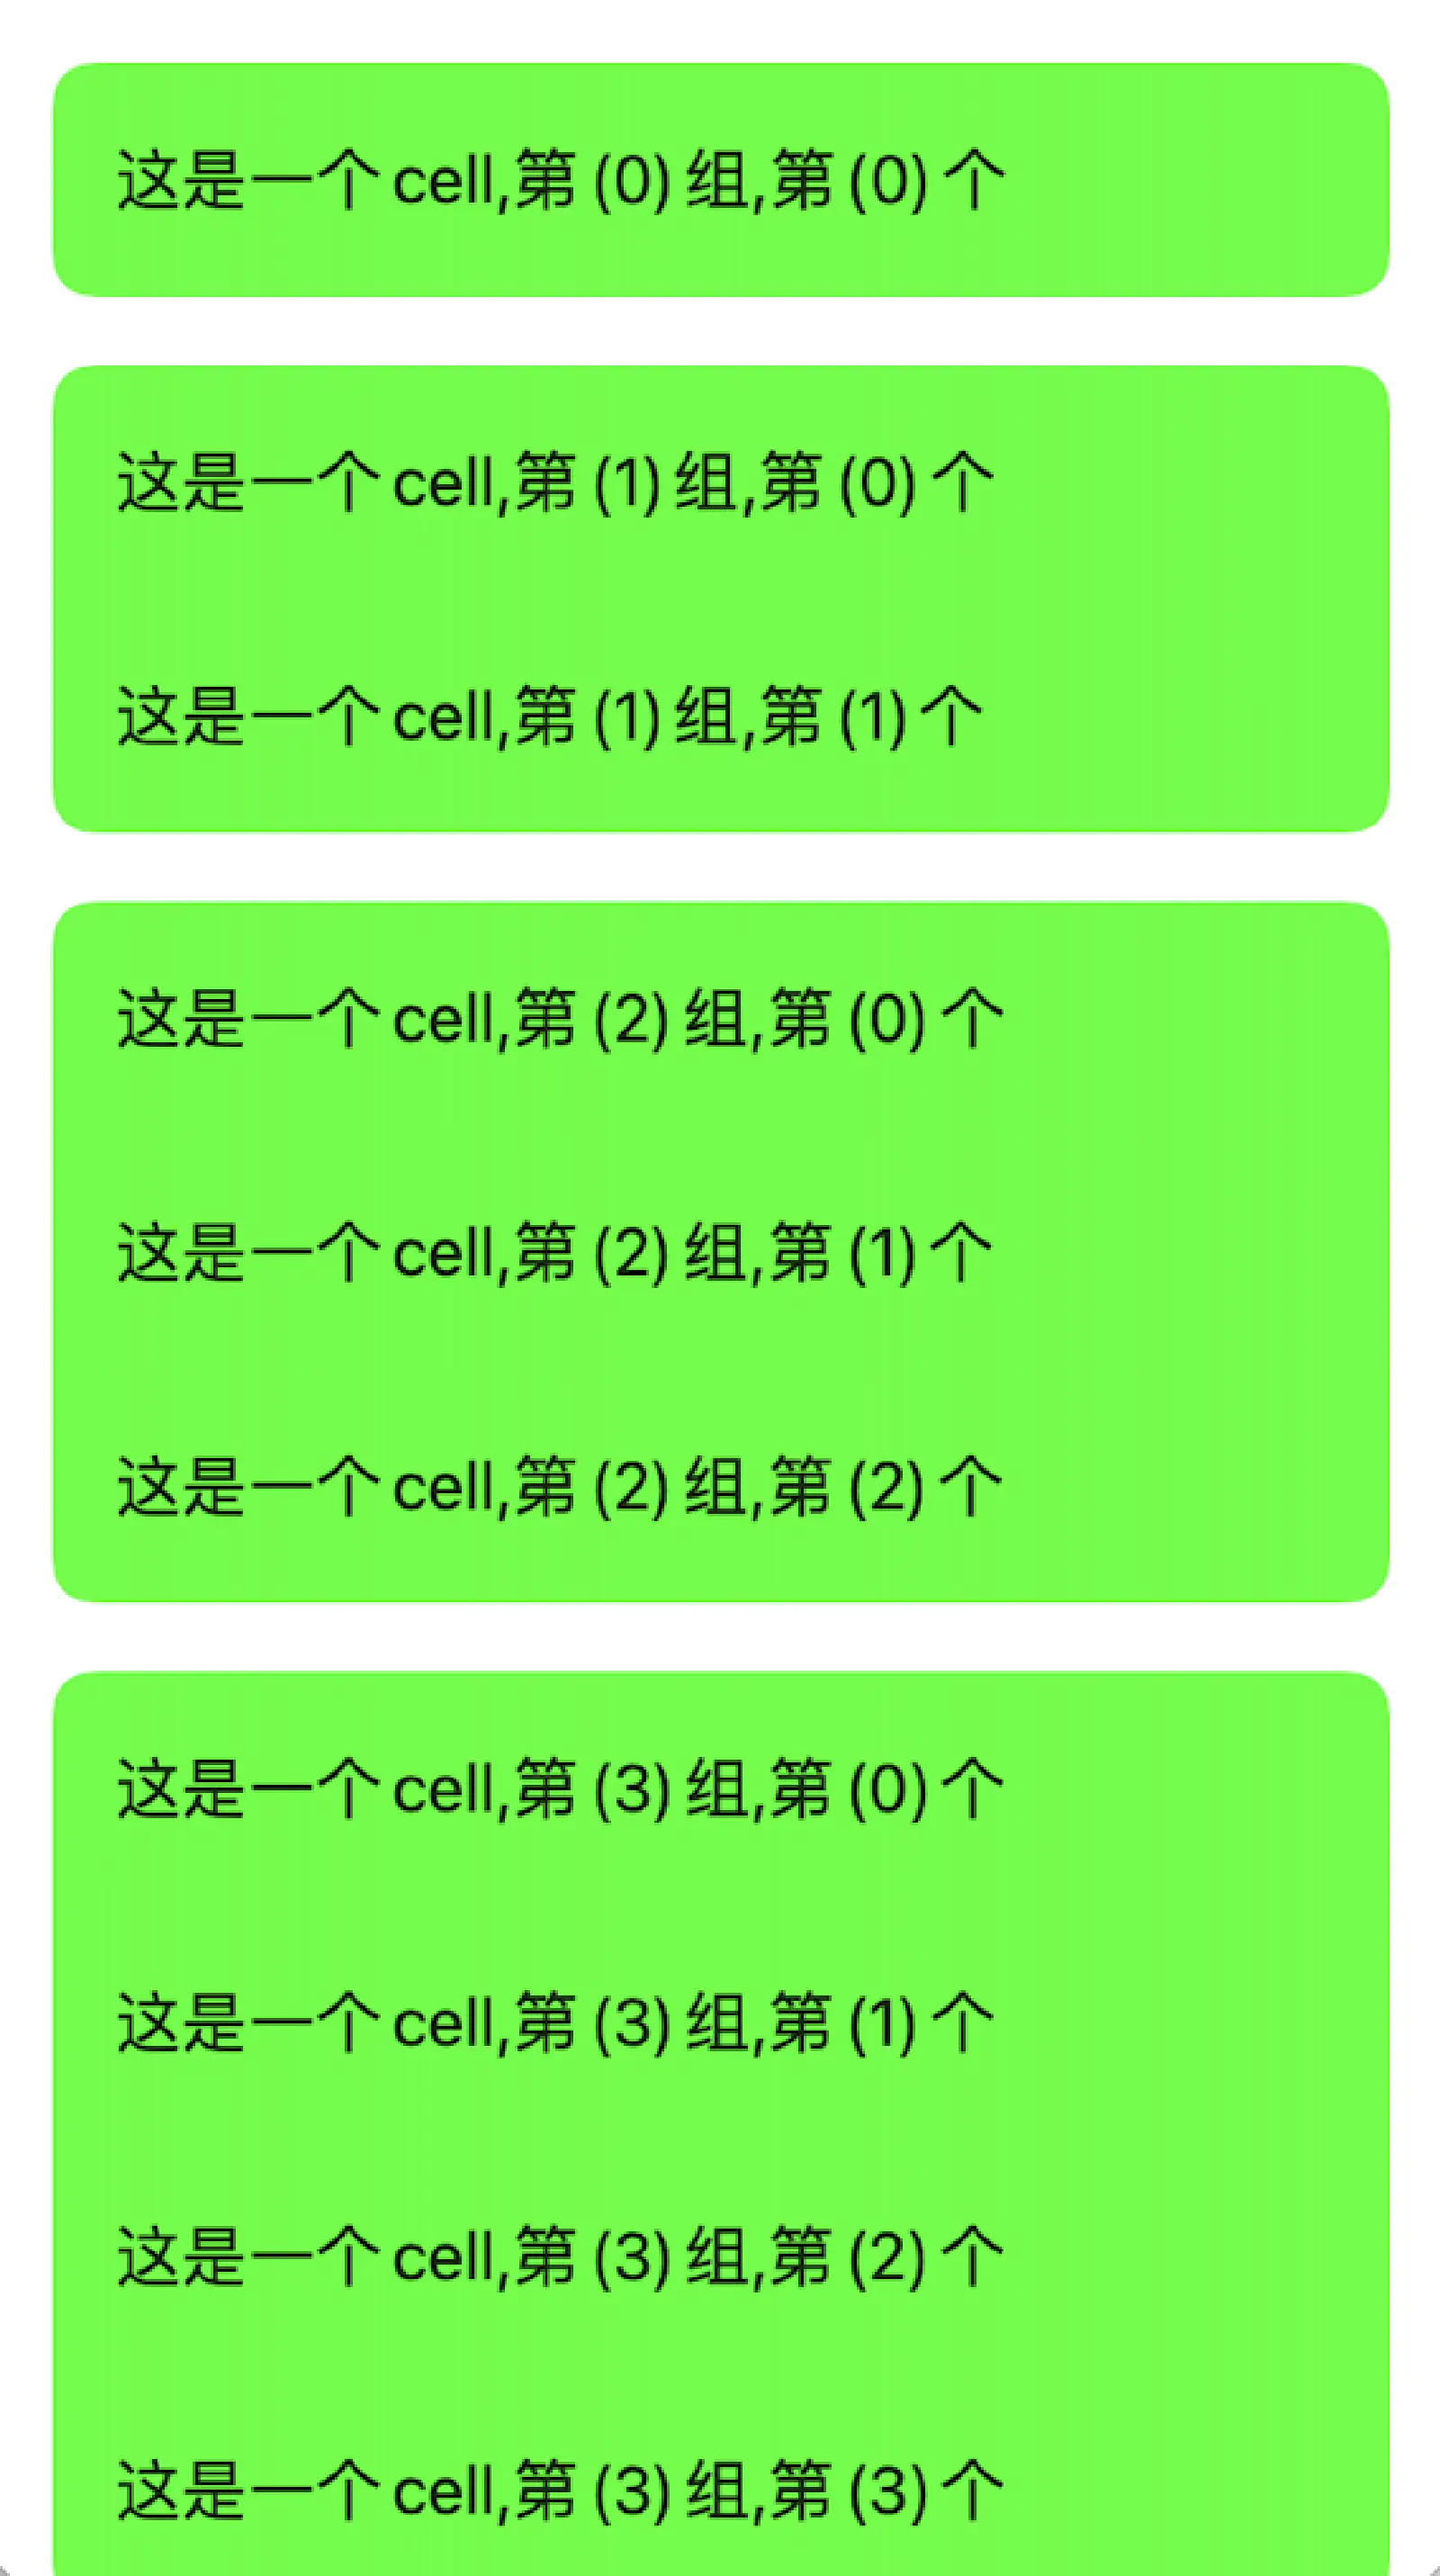 这是一个cell,第(0)组,第(0)个
这是一个cell,第(1)组,第(0)个
这是一个cell,第(1)组,第(1)个
这是一个cell,第(2)组,第(0)个
这是一个cell,第(2)组,第(1)个
这是一个cell,第(2)组,第(2)个
这是一个cell,第(3)组,第(0)个
这是一个cell,第(3)组,第(1)个
这是一个cell,第(3)组,第(2)个
这是一个cell,第(3)组,第(3)个